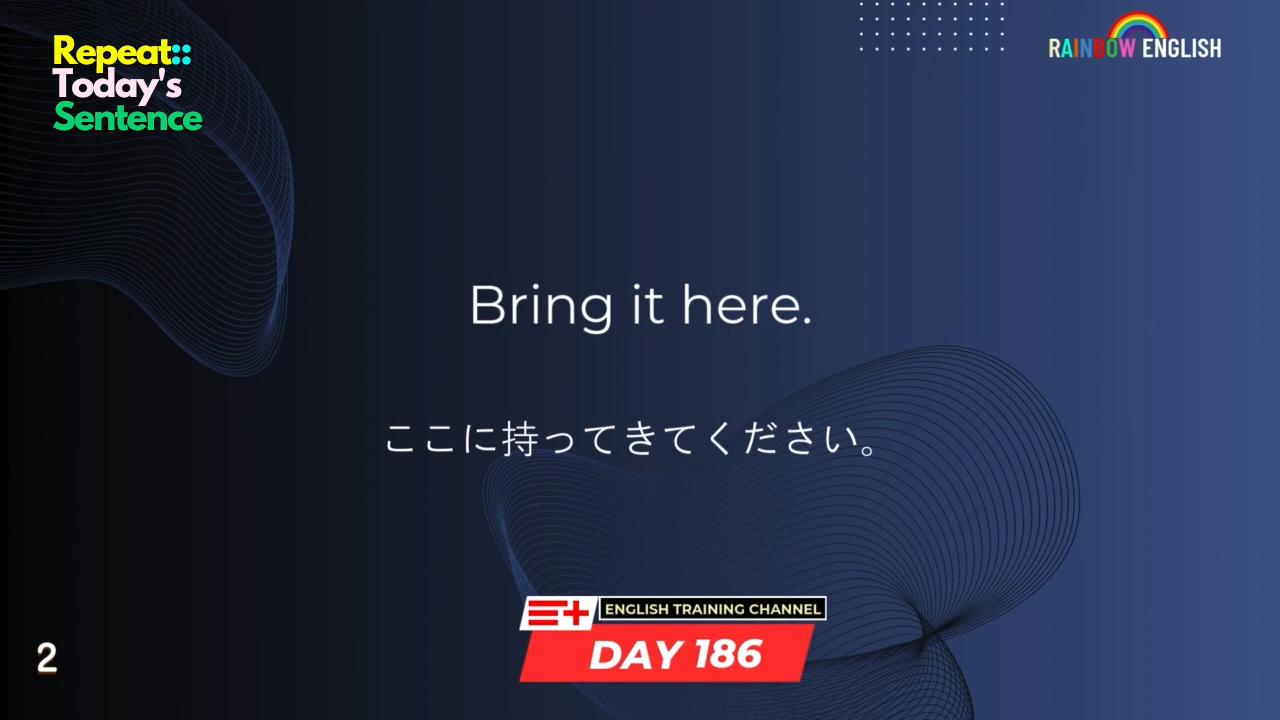 Repeat::
Today's
Sentence
RAINBOW ENGLISH
Bring it here.
ここに持ってきてください。
E+ ENGLISH TRAINING CHANNEL
DAY 186
2